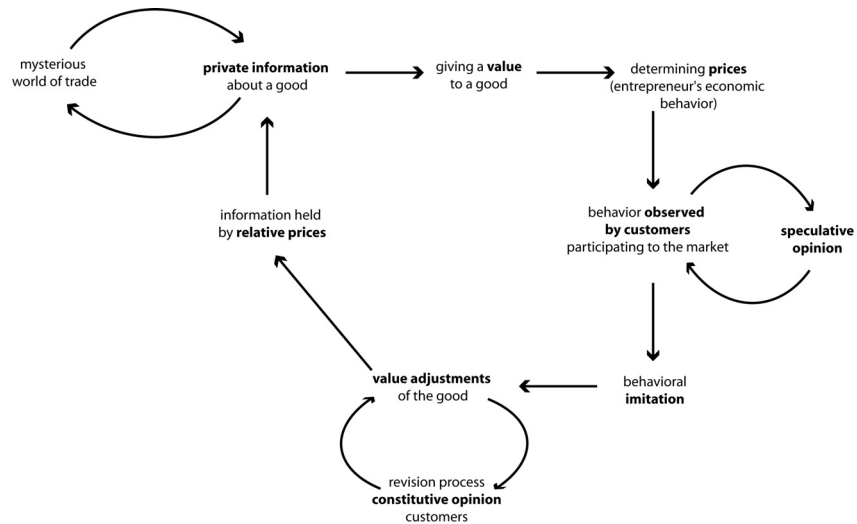 mysterious
world of trade
private information
about a good
giving a value
to a good
determining prices
(entrepreneur's economic
behavior)
behavior observed
by customers
participating to the market
speculative
opinion
information held
by relative prices
value adjustments
of the good
behavioral
imitation
revision process
constitutive opinion
customers